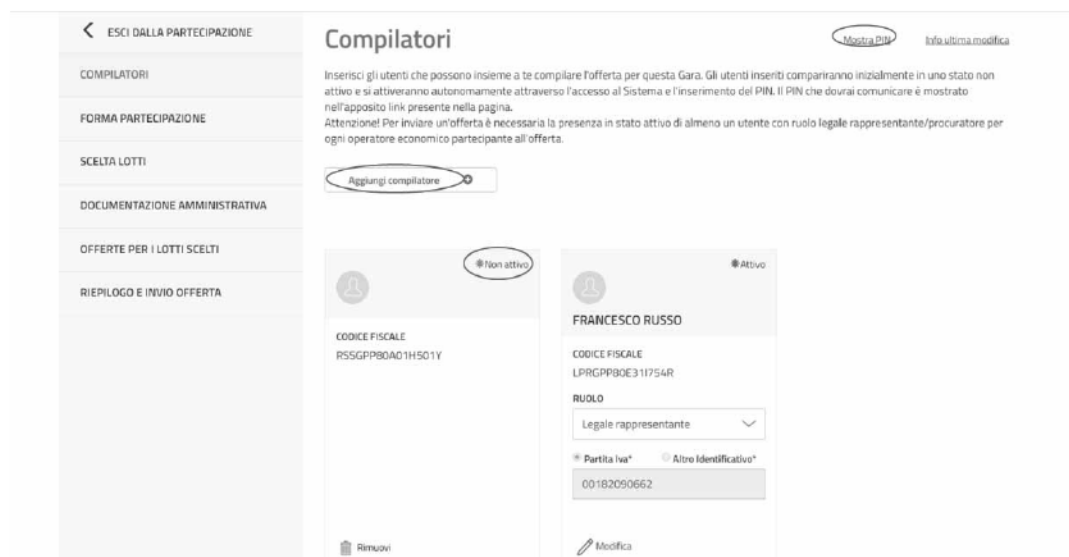 ESCI DALLA PARTECIPAZIONE
COMPILATORI
FORMA PARTECIPAZIONE
SCELTA LOTTI
DOCUMENTAZIONE AMMINISTRATIVA
OFFERTE PER I LOTTI SCELTI
RIEPILOGO E INVIO OFFERTA
Compilatori
Mostra PIN
Info ultima modifica
Inserisci gli utenti che possono insieme a te compilare l'offerta per questa Gara. Gli utenti inseriti compariranno inizialmente in uno stato non
attivo e si attiveranno autonomamente attraverso l'accesso al Sistema e l'inserimento del PIN. Il PIN che dovrai comunicare è mostrato
nell'apposito link presente nella pagina.
Attenzione! Per inviare un'offerta è necessaria la presenza in stato attivo di almeno un utente con ruolo legale rappresentante/procuratore per
ogni operatore economico partecipante all'offerta.
Aggiungi compilatore
Non attivo
CODICE FISCALE
RSSGPP80A01H501Y
Rimuovi
Attivo
FRANCESCO RUSSO
CODICE FISCALE
LPRGPP80E31I754R
RUOLO
Legale rappresentante
Partita Iva* Altro Identificativo*
00182090662
Modifica